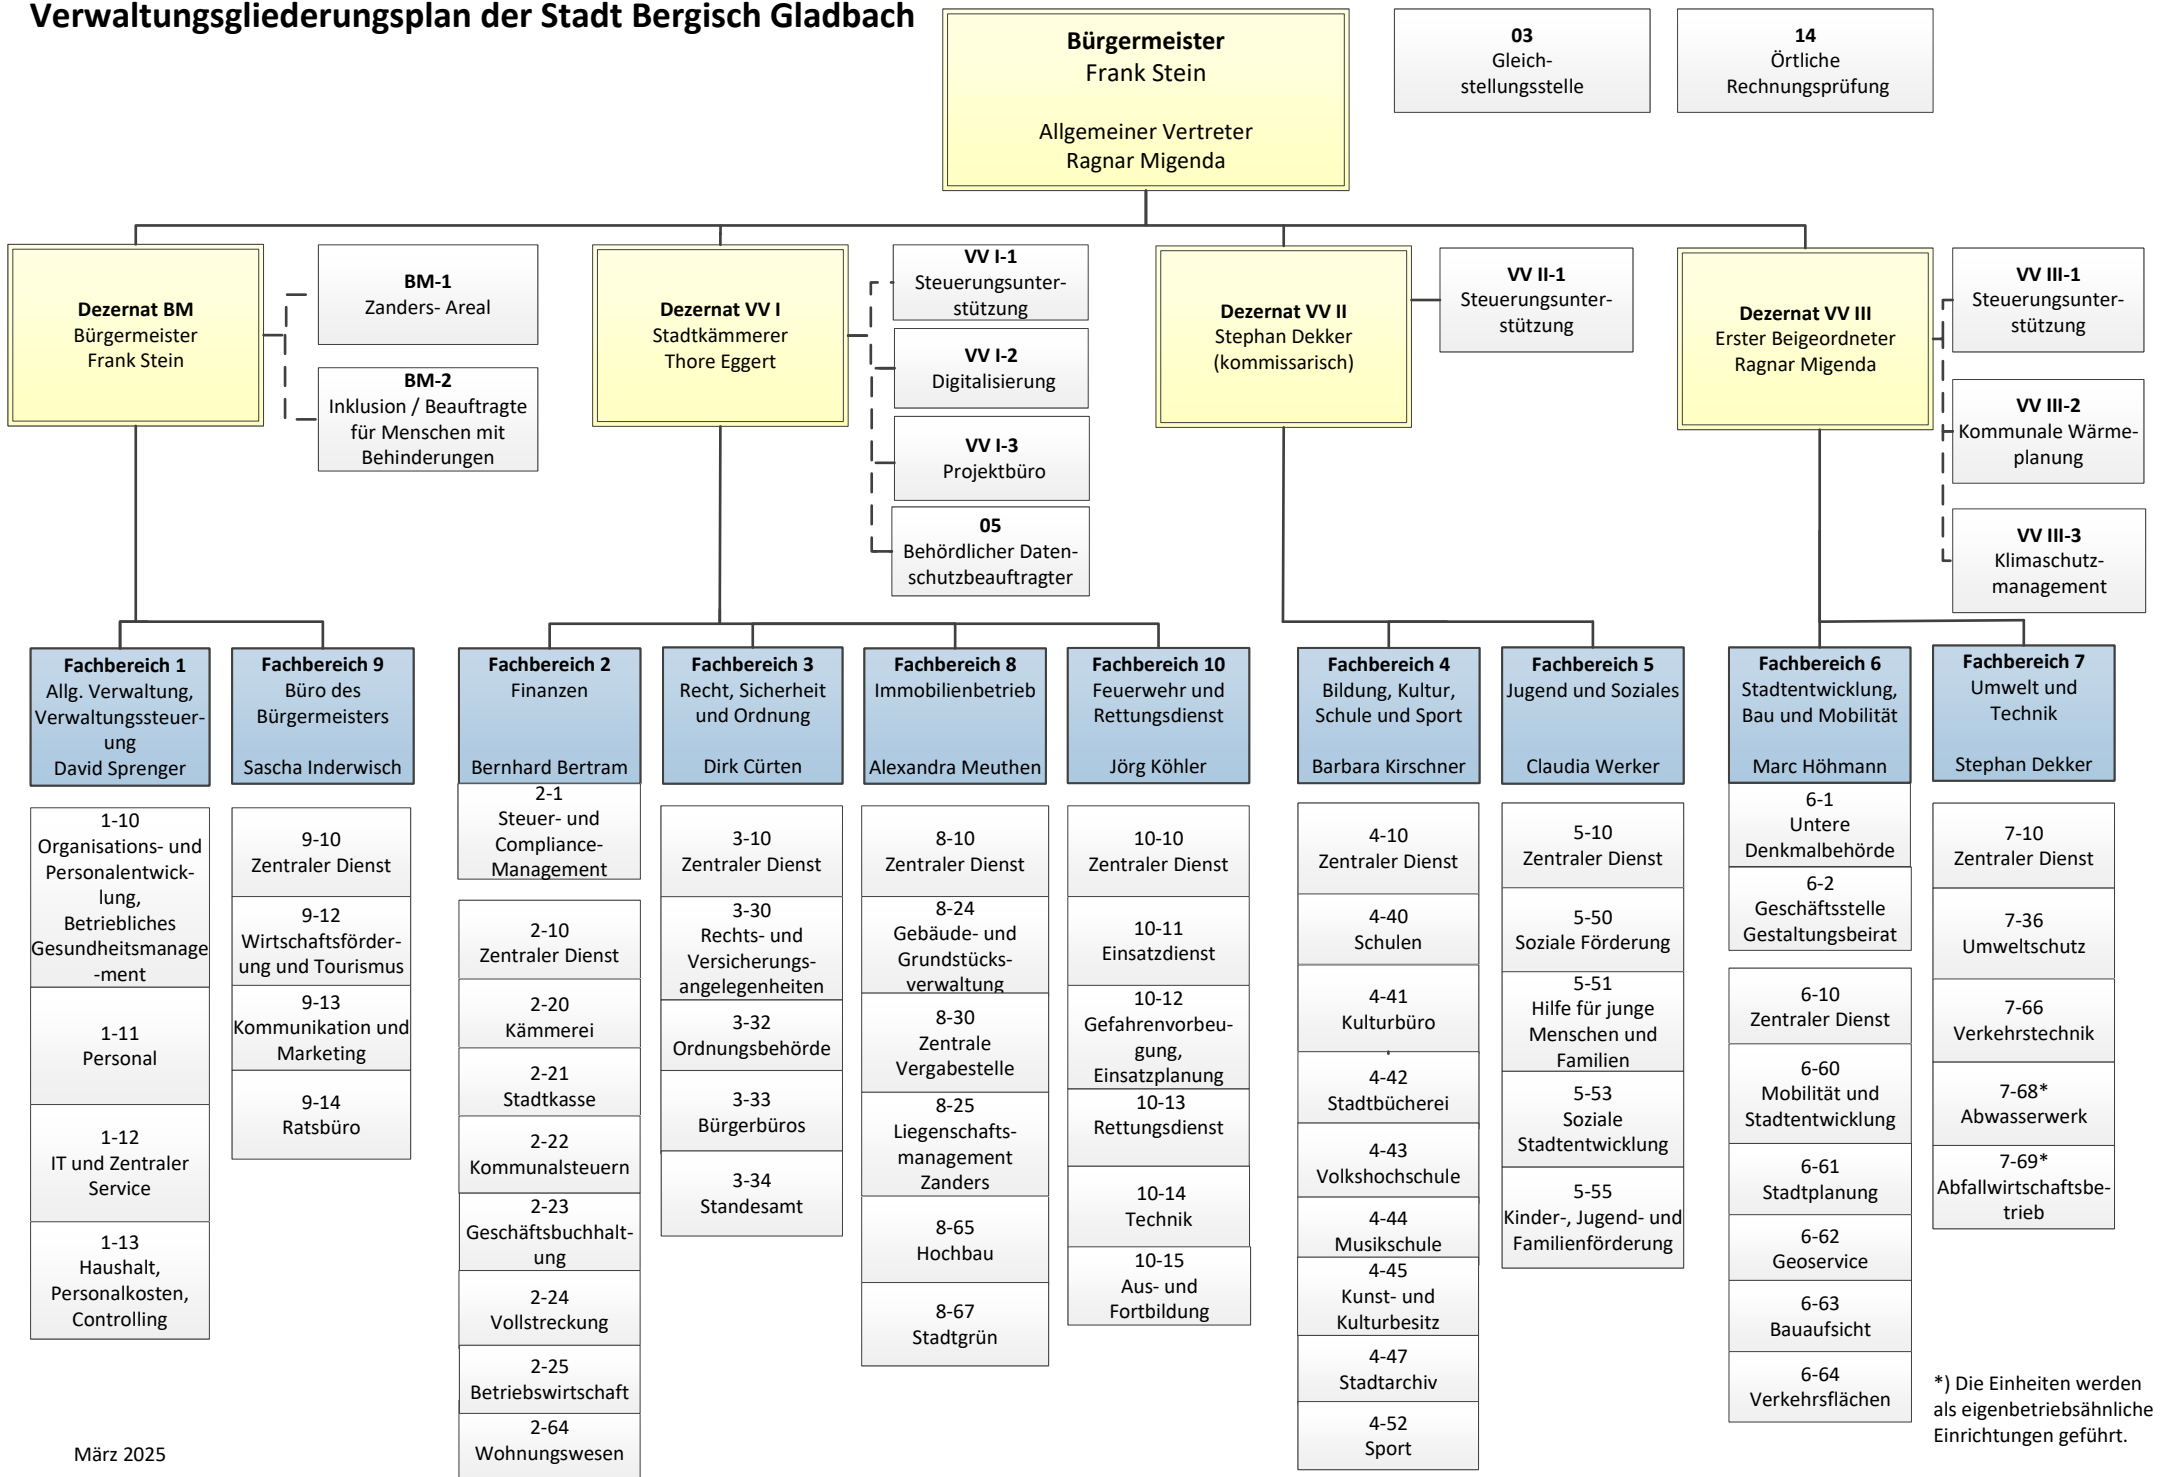 Verwaltungsgliederungsplan der Stadt Bergisch Gladbach
Bürgermeister
Frank Stein
Allgemeiner Vertreter
Ragnar Migenda
03
Gleich-
stellungsstelle
14
Örtliche
Rechnungsprüfung
Dezernat BM
Bürgermeister
Frank Stein
BM-1
Zanders- Areal
BM-2
Inklusion / Beauftragte
für Menschen mit
Behinderungen
Dezernat VV I
Stadtkämmerer
Thore Eggert
VV I-1
Steuerungsunter-
stützung
VV I-2
Digitalisierung
VV I-3
Projektbüro
05
Behördlicher Daten-
schutzbeauftragter
Dezernat VV II
Stephan Dekker
(kommissarisch)
VV II-1
Steuerungsunter-
stützung
Dezernat VV III
Erster Beigeordneter
Ragnar Migenda
VV III-1
Steuerungsunter-
stützung
VV III-2
Kommunale Wärme-
planung
VV III-3
Klimaschutz-
management
Fachbereich 1
Allg. Verwaltung,
Verwaltungssteuer-
ung
David Sprenger
1-10
Organisations- und
Personalentwick-
lung,
Betriebliches
Gesundheitsmanage
-ment
1-11
Personal
1-12
IT und Zentraler
Service
1-13
Haushalt,
Personalkosten,
Controlling
Fachbereich 9
Büro des
Bürgermeisters
Sascha Inderwisch
9-10
Zentraler Dienst
9-12
Wirtschaftsförder-
ung und Tourismus
9-13
Kommunikation und
Marketing
9-14
Ratsbüro
Fachbereich 2
Finanzen
Bernhard Bertram
2-1
Steuer- und
Compliance-
Management
2-10
Zentraler Dienst
2-20
Kämmerei
2-21
Stadtkasse
2-22
Kommunalsteuern
2-23
Geschäftsbuchhalt-
ung
2-24
Vollstreckung
2-25
Betriebswirtschaft
2-64
Wohnungswesen
Fachbereich 3
Recht, Sicherheit
und Ordnung
Dirk Cürten
3-10
Zentraler Dienst
3-30
Rechts- und
Versicherungs-
angelegenheiten
3-32
Ordnungsbehörde
3-33
Bürgerbüros
3-34
Standesamt
Fachbereich 8
Immobilienbetrieb
Alexandra Meuthen
8-10
Zentraler Dienst
8-24
Gebäude- und
Grundstücks-
verwaltung
8-30
Zentrale
Vergabestelle
8-25
Liegenschafts-
management
Zanders
8-65
Hochbau
8-67
Stadtgrün
Fachbereich 10
Feuerwehr und
Rettungsdienst
Jörg Köhler
10-10
Zentraler Dienst
10-11
Einsatzdienst
10-12
Gefahrenvorbeu-
gung,
Einsatzplanung
10-13
Rettungsdienst
10-14
Technik
10-15
Aus- und
Fortbildung
Fachbereich 4
Bildung, Kultur,
Schule und Sport
Barbara Kirschner
4-10
Zentraler Dienst
4-40
Schulen
4-41
Kulturbüro
4-42
Stadtbücherei
4-43
Volkshochschule
4-44
Musikschule
4-45
Kunst- und
Kulturbesitz
4-47
Stadtarchiv
4-52
Sport
Fachbereich 5
Jugend und Soziales
Claudia Werker
5-10
Zentraler Dienst
5-50
Soziale Förderung
5-51
Hilfe für junge
Menschen und
Familien
5-53
Soziale
Stadtentwicklung
5-55
Kinder-, Jugend- und
Familienförderung
Fachbereich 6
Stadtentwicklung,
Bau und Mobilität
Marc Höhmann
6-1
Untere
Denkmalbehörde
6-2
Geschäftsstelle
Gestaltungsbeirat
6-10
Zentraler Dienst
6-60
Mobilität und
Stadtentwicklung
6-61
Stadtplanung
6-62
Geoservice
6-63
Bauaufsicht
6-64
Verkehrsflächen
Fachbereich 7
Umwelt und
Technik
Stephan Dekker
7-10
Zentraler Dienst
7-36
Umweltschutz
7-66
Verkehrstechnik
7-68*
Abwasserwerk
7-69*
Abfallwirtschaftsbe-
trieb
*) Die Einheiten werden
als eigenbetriebsähnliche
Einrichtungen geführt.
März 2025